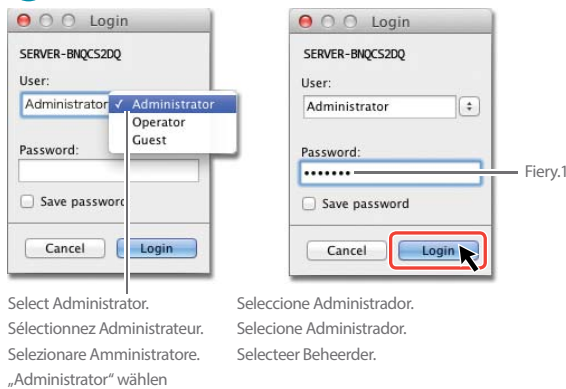 Login
SERVER-BNQCS2DQ
User:
Administrator
✓ Administrator
Operator
Guest
Password:
Save password
Cancel
Login
Login
SERVER-BNQCS2DQ
User:
Administrator
Password:
•••••••
Fiery.1
Save password
Cancel
Login
Select Administrator.
Sélectionnez Administrateur.
Selezionare Amministratore.
„Administrator“ wählen
Seleccione Administrador.
Selecione Administrador.
Selecteer Beheerder.